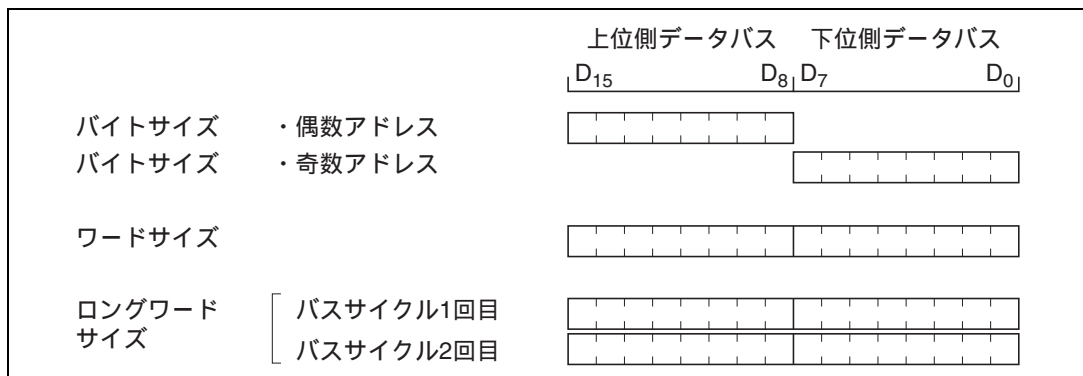 上位側データバス 下位側データバス
D15 D8 D7 D0
バイトサイズ ・偶数アドレス
バイトサイズ ・奇数アドレス
ワードサイズ
ロングワード バスサイクル1回目
サイズ バスサイクル2回目